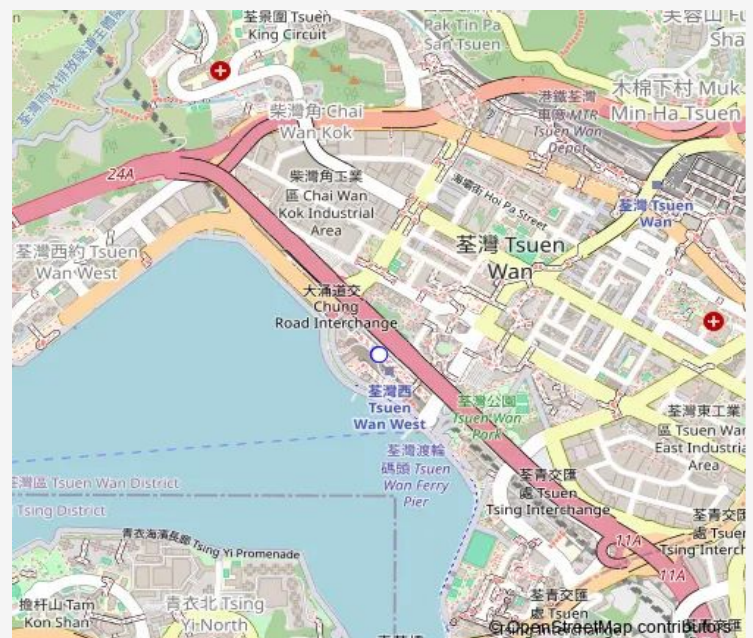 荃景圍 Tsuen
King Circuit
Pak Tin Pa
San Tsuen
芙蓉山 Fu
Sha
木棉下村 Muk
Min Ha Tsuen
港鐵荃灣
車廠 MTR
Tsuen Wan
Depot
柴灣角 Chai
Wan Kok
24A
柴灣角工業
區 Chai Wan
Kok Industrial
Area
海壩街 Hoi Pa Street
荃灣 Tsuen
Wan
荃灣 Tsuen
Wan
荃灣西約 Tsuen
Wan West
大涌道交
Chung
Road Interchange
荃灣西
Tsuen
Wan West
荃灣公園
Tsuen Wan
Park
荃灣東工業
區 Tsuen Wan
East Industrial
Area
荃灣渡輪
碼頭 Tsuen
Wan Ferry
Pier
灣區 Tsuen Wan District
Tsing District
荃青交匯
處 Tsuen
Tsing Interchange
荃青交匯
處 Tsuen
Tsing Interch
11A
11A
青衣海濱長廊 Tsing Yi Promenade
擔杆山 Tam
Kon Shan
青衣北 Tsing
Yi North
荃青交匯
處 Tsuen
© OpenStreetMap contributors